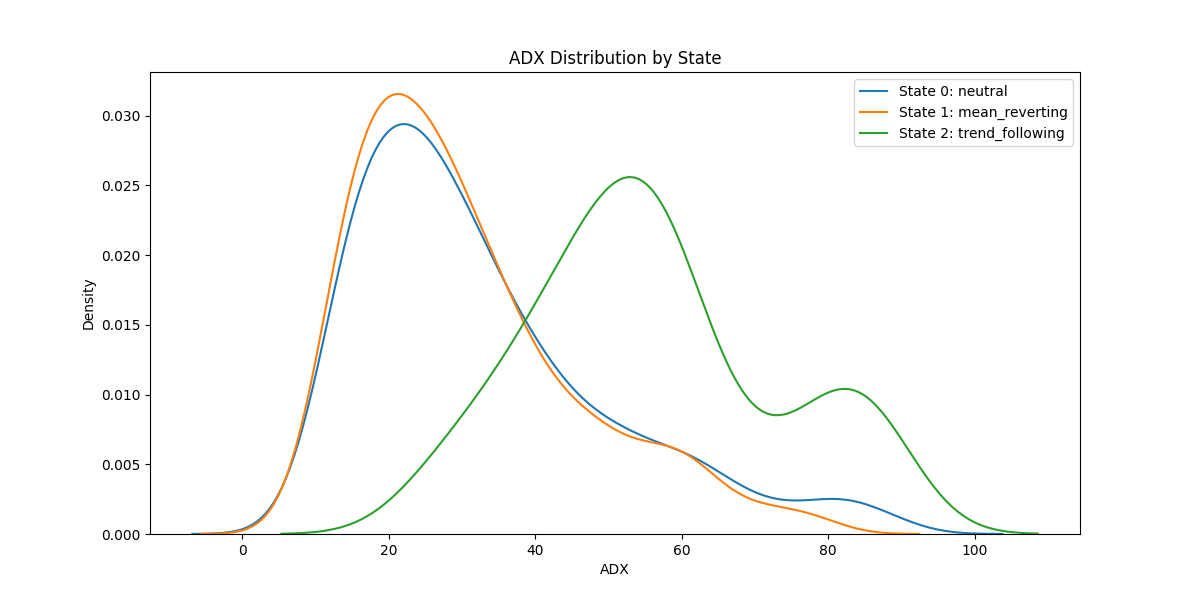 ADX Distribution by State
State 0: neutral
State 1: mean_reverting
State 2: trend_following
Density
0.030
0.025
0.020
0.015
0.010
0.005
0.000
0 20 40 60 80 100
ADX